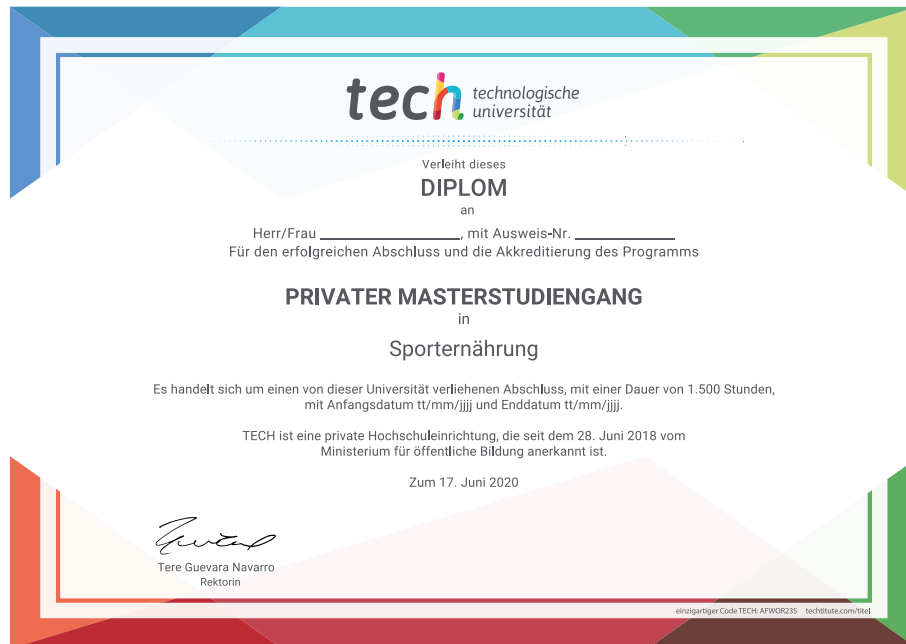 tech technologische
universität
Verleiht dieses
DIPLOM
an
Herr/Frau ____________________, mit Ausweis-Nr. ______________
Für den erfolgreichen Abschluss und die Akkreditierung des Programms
PRIVATER MASTERSTUDIENGANG
in
Sporternährung
Es handelt sich um einen von dieser Universität verliehenen Abschluss, mit einer Dauer von 1.500 Stunden,
mit Anfangsdatum tt/mm/jjjj und Enddatum tt/mm/jjjj.
TECH ist eine private Hochschuleinrichtung, die seit dem 28. Juni 2018 vom
Ministerium für öffentliche Bildung anerkannt ist.
Zum 17. Juni 2020
Tere Guevara Navarro
Rektorin
einzigartiger Code TECH: AFWOR23S techtitute.com/titel